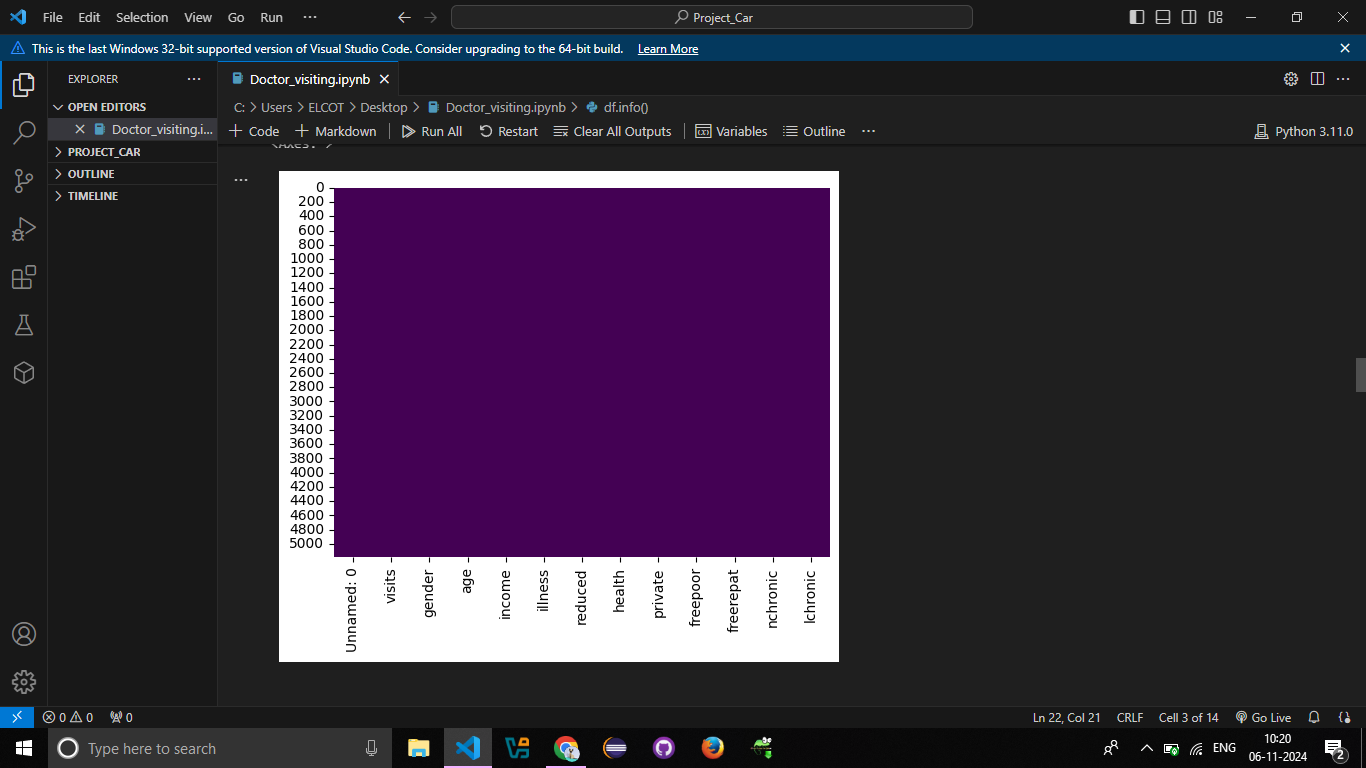 File Edit Selection View Go Run ···
Project_Car
This is the last Windows 32-bit supported version of Visual Studio Code. Consider upgrading to the 64-bit build. Learn More
EXPLORER
Doctor_visiting.ipynb
OPEN EDITORS
Doctor_visiting.i...
PROJECT_CAR
OUTLINE
TIMELINE
C: > Users > ELCOT > Desktop > Doctor_visiting.ipynb > df.info()
Code Markdown Run All Restart Clear All Outputs Variables Outline ··· Python 3.11.0
<Axes: >
0
200
400
600
800
1000
1200
1400
1600
1800
2000
2200
2400
2600
2800
3000
3200
3400
3600
3800
4000
4200
4400
4600
4800
5000
Unnamed: 0
visits
gender
age
income
illness
reduced
health
private
freepoor
freerepat
nchronic
lchronic
0 0 0
Ln 22, Col 21 CRLF Cell 3 of 14 Go Live
Type here to search
ENG
10:20
06-11-2024
2